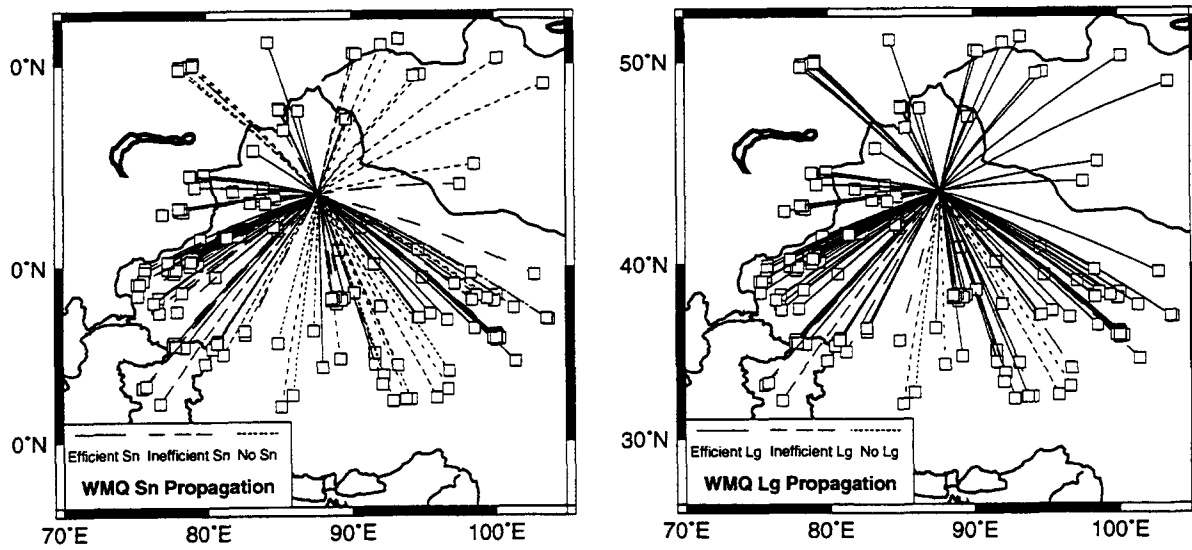 0°N
0°N
0°N
Efficient Sn Inefficient Sn No Sn
WMQ Sn Propagation
70°E 80°E 90°E 100°E
50°N
40°N
30°N
Efficient Lg Inefficient Lg No Lg
WMQ Lg Propagation
70°E 80°E 90°E 100°E